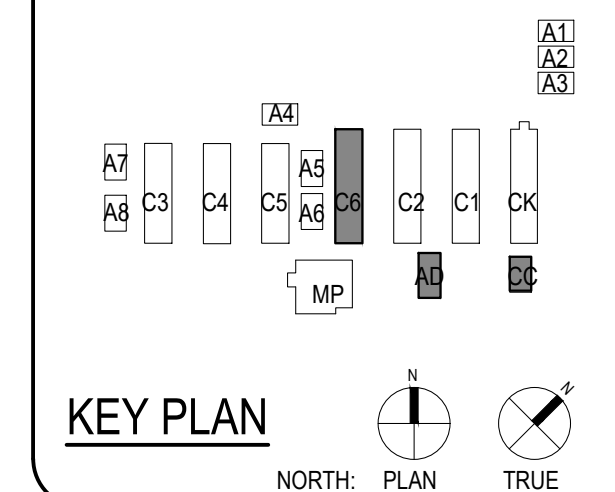 A1
A2
A3
A4
A7
A5
A8
C3
C4
C5
A6
C6
C2
C1
CK
AD
CC
MP
N
N
KEY PLAN
NORTH: PLAN TRUE